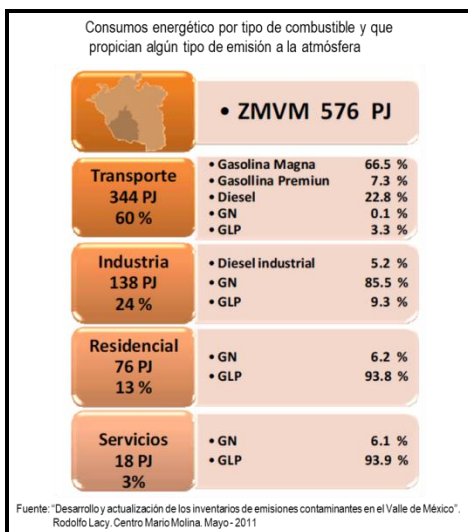 Consumos energético por tipo de combustible y que
propician algún tipo de emisión a la atmósfera
• ZMVM 576 PJ
Transporte
344 PJ
60 %
• Gasolina Magna 66.5 %
• Gasollina Premiun 7.3 %
• Diesel 22.8 %
• GN 0.1 %
• GLP 3.3 %
Industria
138 PJ
24 %
• Diesel industrial 5.2 %
• GN 85.5 %
• GLP 9.3 %
Residencial
76 PJ
13 %
• GN 6.2 %
• GLP 93.8 %
Servicios
18 PJ
3%
• GN 6.1 %
• GLP 93.9 %
Fuente: “Desarrollo y actualización de los inventarios de emisiones contaminantes en el Valle de México”.
Rodolfo Lacy. Centro Mario Molina. Mayo - 2011